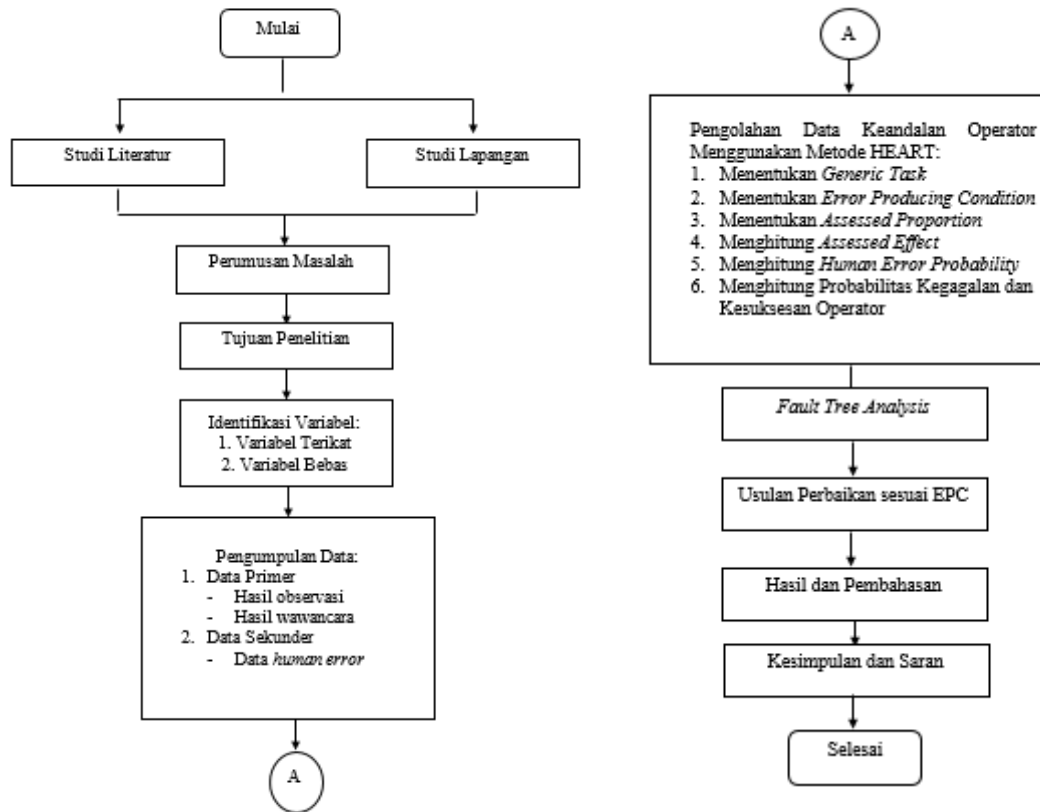 Mulai
Studi Literatur
Studi Lapangan
Perumusan Masalah
Tujuan Penelitian
Identifikasi Variabel:
1. Variabel Terikat
2. Variabel Bebas
Pengumpulan Data:
1. Data Primer
- Hasil observasi
- Hasil wawancara
2. Data Sekunder
- Data human error
A
A
Pengolahan Data Keandalan Operator
Menggunakan Metode HEART:
1. Menentukan Generic Task
2. Menentukan Error Producing Condition
3. Menentukan Assessed Proportion
4. Menghitung Assessed Effect
5. Menghitung Human Error Probability
6. Menghitung Probabilitas Kegagalan dan
Kesuksesan Operator
Fault Tree Analysis
Usulan Perbaikan sesuai EPC
Hasil dan Pembahasan
Kesimpulan dan Saran
Selesai